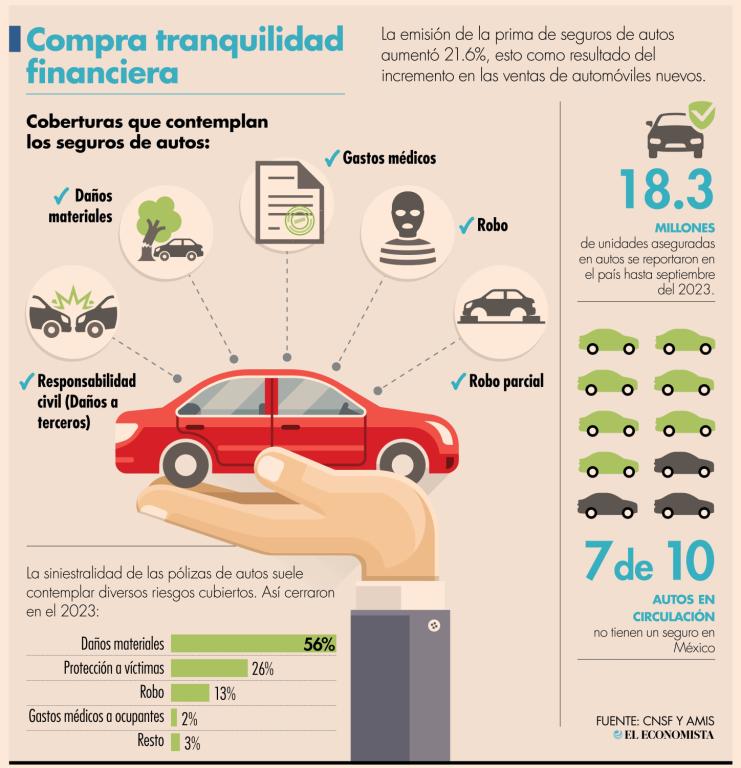 Compra tranquilidad
financiera
La emisión de la prima de seguros de autos
aumentó 21.6%, esto como resultado del
incremento en las ventas de automóviles nuevos.
Coberturas que contemplan
los seguros de autos:
Responsabilidad
civil (Daños a
terceros)
Daños
materiales
Gastos médicos
Robo
Robo parcial
18.3
MILLONES
de unidades aseguradas
en autos se reportaron en
el país hasta septiembre
del 2023.
7 de 10
AUTOS EN
CIRCULACIÓN
no tienen un seguro en
México
La siniestralidad de las pólizas de autos suele
contemplar diversos riesgos cubiertos. Así cerraron
en el 2023:
Daños materiales 56%
Protección a víctimas 26%
Robo 13%
Gastos médicos a ocupantes 2%
Resto 3%
FUENTE: CNSF Y AMIS
EL ECONOMISTA